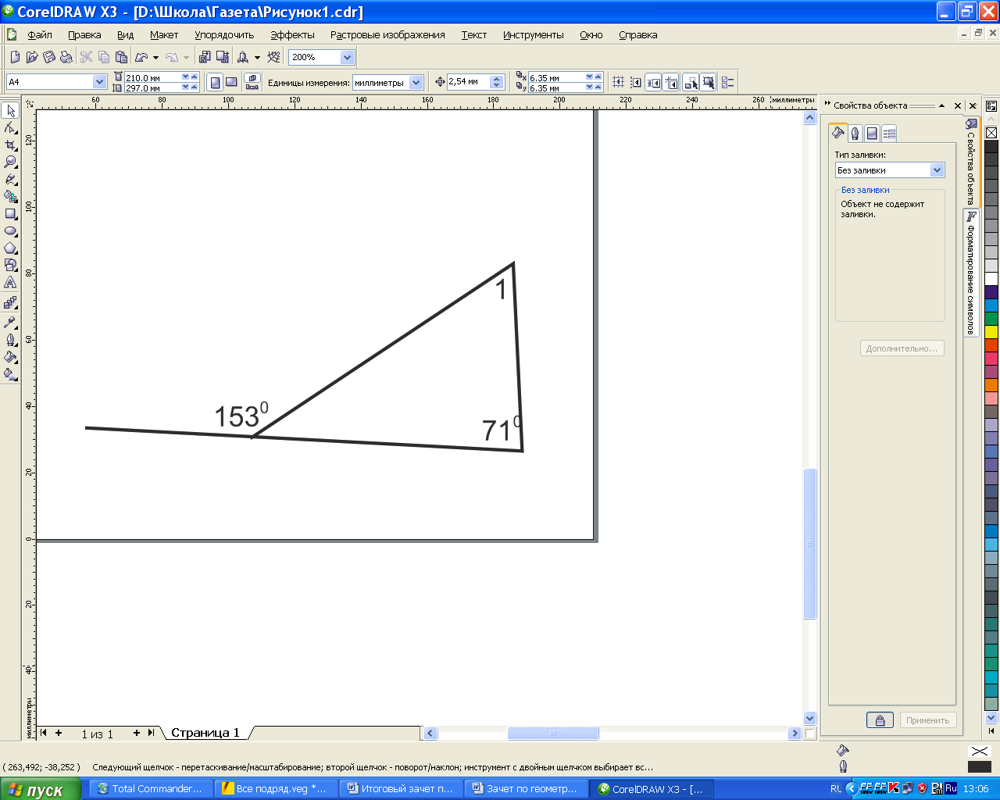 CorelDRAW X3 - [D:\Школа\Газета\Рисунок1.cdr]
Файл Правка Вид Макет Упорядочить Эффекты Растровые изображения Текст Инструменты Окно Справка
200%
A4 210.0 мм 297.0 мм Единицы измерения: миллиметры 2,54 мм 6.35 мм 6.35 мм
60 80 100 120 140 160 180 200 220 240 260 миллиметры
120
100
80
60
40
20
0
20
40
миллиметры
1
153⁰
71⁰
Свойства объекта
Тип заливки:
Без заливки
Без заливки
Объект не содержит
заливки.
Дополнительно...
Применить
Свойства объекта
Форматирование символов
1 из 1 Страница 1
( 263,492; -38,252 ) Следующий щелчок - перетаскивание/масштабирование; второй щелчок - поворот/наклон; инструмент с двойным щелчком выбирает вс...
пуск Total Commander... Все подряд.veg *... Итоговый зачет п... Зачет по геометр... CorelDRAW X3 - [... Ru 13:06